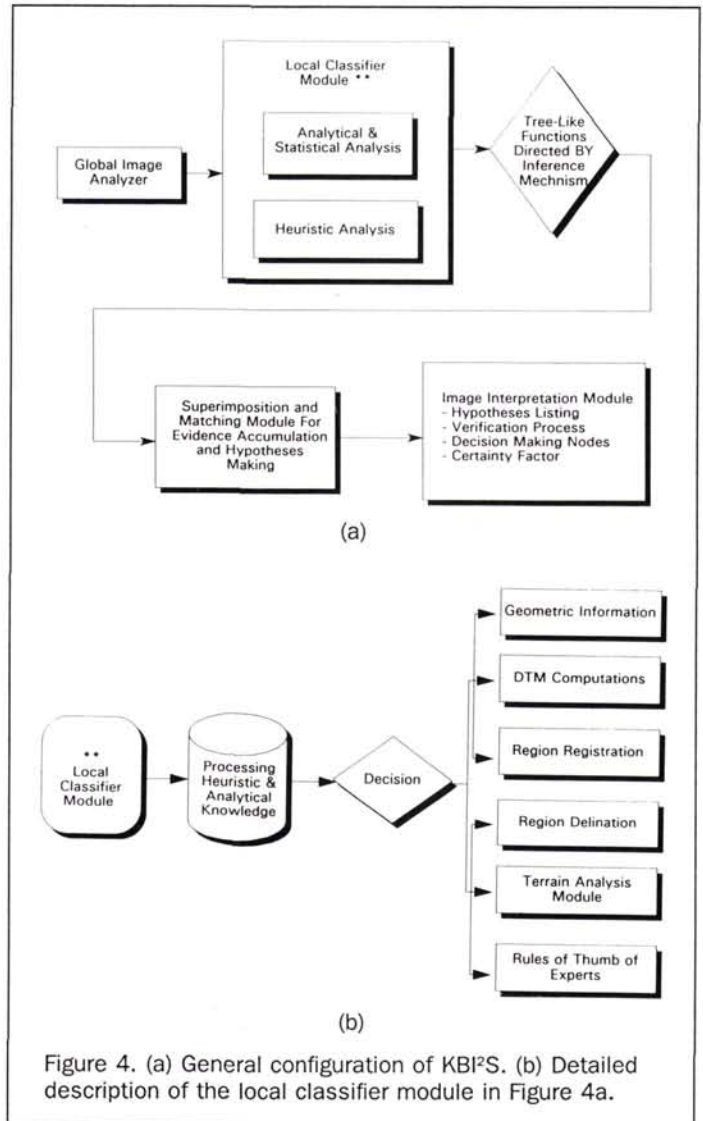 Local Classifier
Module **
Analytical &
Statistical Analysis
Heuristic Analysis
Global Image
Analyzer
Tree-Like
Functions
Directed BY
Inference
Mechnism
Superimposition and
Matching Module For
Evidence Accumulation
and Hypotheses
Making
Image Interpretation Module
- Hypotheses Listing
- Verification Process
- Decision Making Nodes
- Certainty Factor
(a)
**
Local
Classifier
Module
Processing
Heuristic &
Analytical
Knowledge
Decision
Geometric Information
DTM Computations
Region Registration
Region Delination
Terrain Analysis
Module
Rules of Thumb of
Experts
(b)
Figure 4. (a) General configuration of KBI²S. (b) Detailed
description of the local classifier module in Figure 4a.